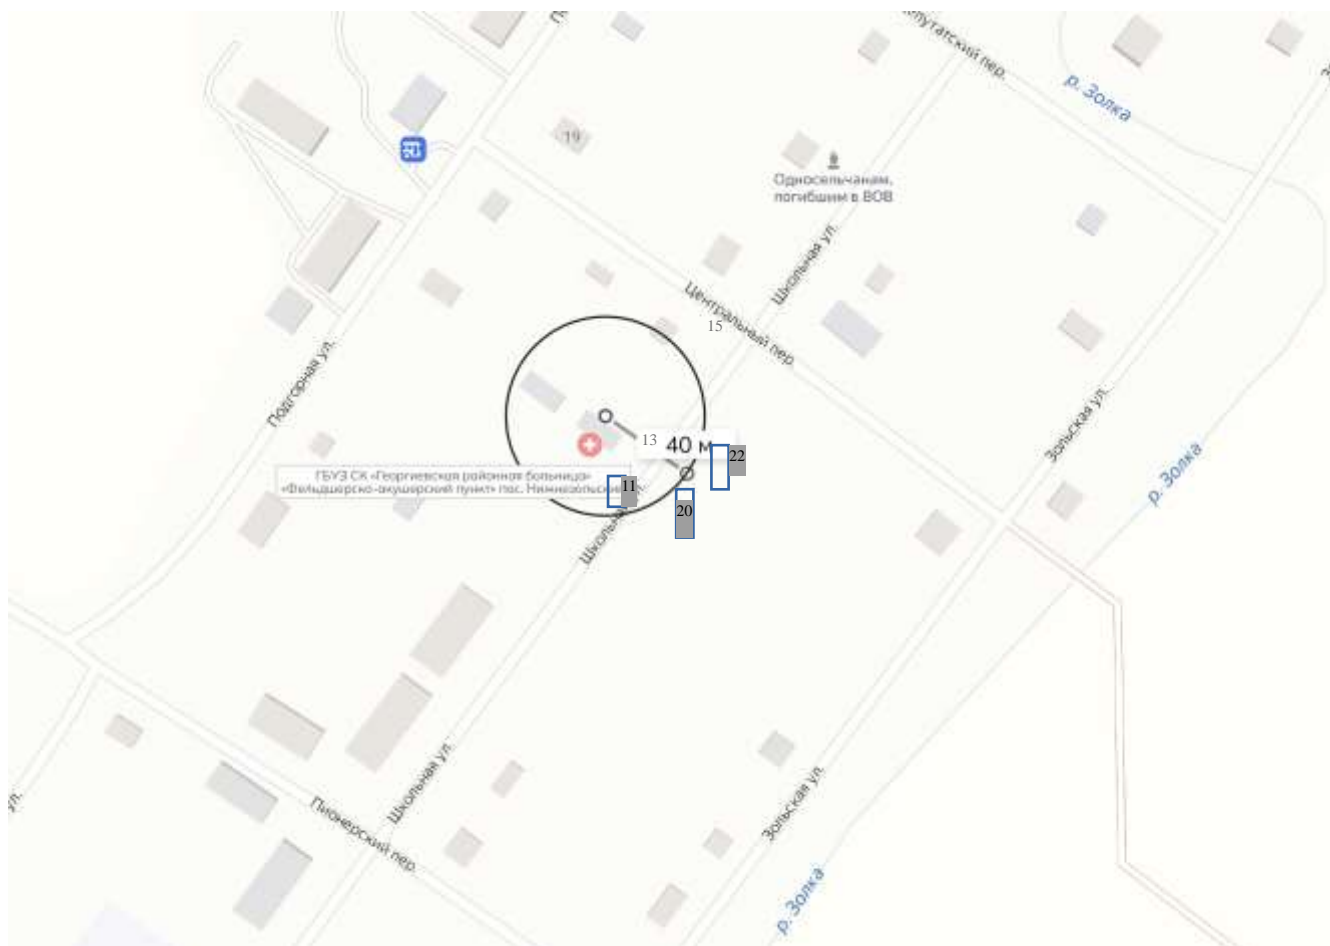 Депутатский пер.
р. Золка
19
Односельчанам,
погибшим в ВОВ
Школьная ул.
Центральный пер
15
Подгорная ул.
13
40 м
22
ГБУЗ СК «Георгиевская районная больница»
«Фельдшерско-акушерский пункт» пос. Нижнезольский
11
20
Школьная
Зольская ул.
р. Золка
Школьная ул.
Пионерский пер.
ул.
Зольская ул.
р. Золка